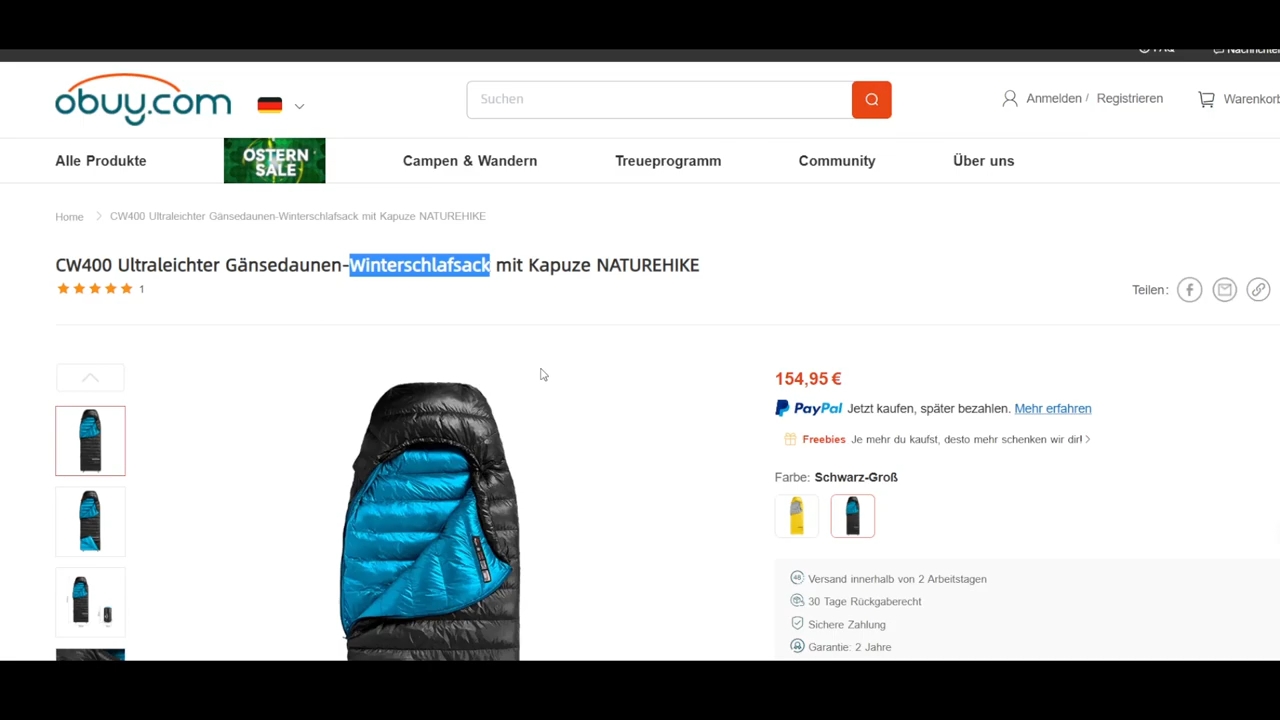 FAQ
Nachrichten
obuy.com
Suchen
Anmelden / Registrieren
Warenkorb
Alle Produkte
OSTERN
SALE
Campen & Wandern
Treueprogramm
Community
Über uns
Home > CW400 Ultraleichter Gänsedaunen-Winterschlafsack mit Kapuze NATUREHIKE
CW400 Ultraleichter Gänsedaunen-Winterschlafsack mit Kapuze NATUREHIKE
1
Teilen:
154,95 €
PayPal Jetzt kaufen, später bezahlen. Mehr erfahren
Freebies Je mehr du kaufst, desto mehr schenken wir dir! >
Farbe: Schwarz-Groß
48 Versand innerhalb von 2 Arbeitstagen
30 Tage Rückgaberecht
Sichere Zahlung
Garantie: 2 Jahre